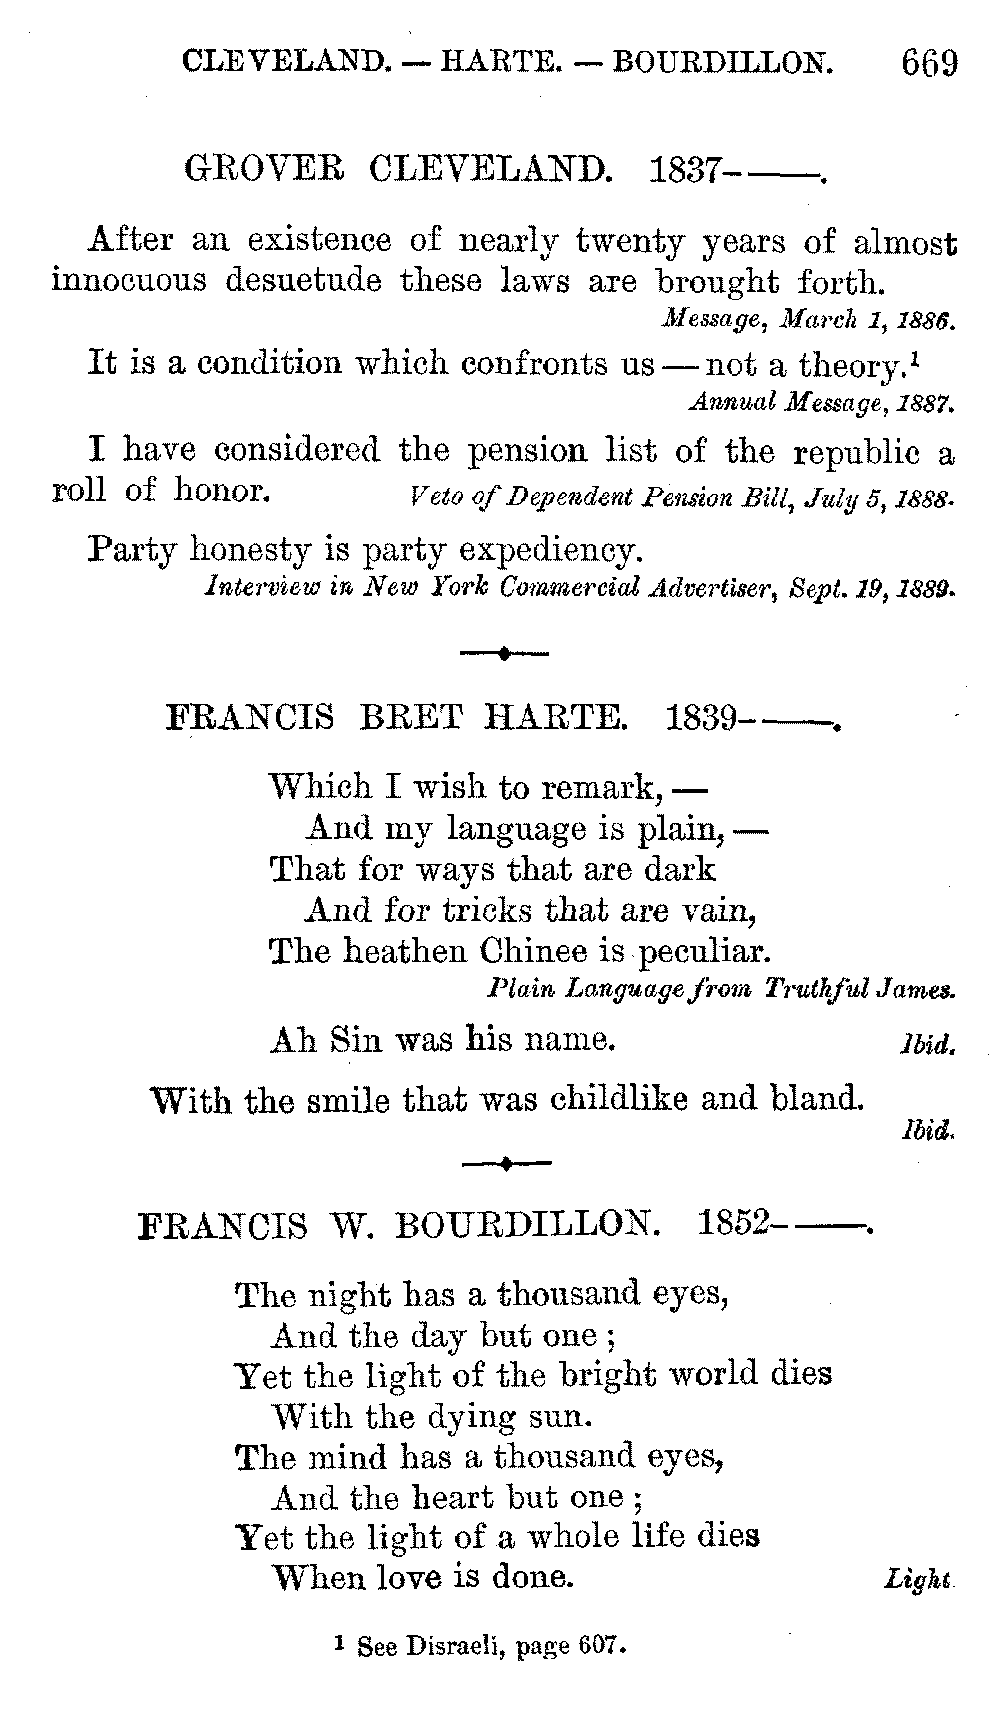 CLEVELAND. — HARTE. — BOURDILLON. 669
GROVER CLEVELAND. 1837-——.
After an existence of nearly twenty years of almost
innocuous desuetude these laws are brought forth.
Message, March 1, 1886.
It is a condition which confronts us — not a theory.¹
Annual Message, 1887.
I have considered the pension list of the republic a
roll of honor. Veto of Dependent Pension Bill, July 5, 1888.
Party honesty is party expediency.
Interview in New York Commercial Advertiser, Sept. 19, 1889.
FRANCIS BRET HARTE. 1839-——.
Which I wish to remark, —
And my language is plain, —
That for ways that are dark
And for tricks that are vain,
The heathen Chinee is peculiar.
Plain Language from Truthful James.
Ah Sin was his name. Ibid.
With the smile that was childlike and bland.
Ibid.
FRANCIS W. BOURDILLON. 1852-——.
The night has a thousand eyes,
And the day but one ;
Yet the light of the bright world dies
With the dying sun.
The mind has a thousand eyes,
And the heart but one ;
Yet the light of a whole life dies
When love is done. Light
¹ See Disraeli, page 607.